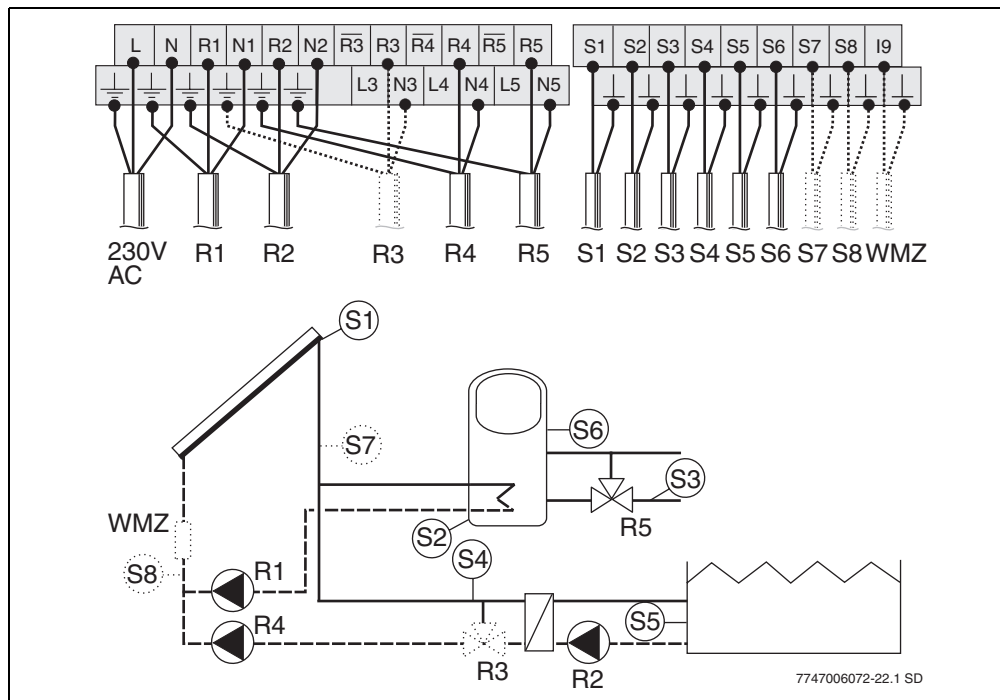 L N R1 N1 R2 N2 R̅3̅ R3 R̅4̅ R4 R̅5̅ R5 S1 S2 S3 S4 S5 S6 S7 S8 I9
L3 N3 L4 N4 L5 N5
230V AC R1 R2 R3 R4 R5 S1 S2 S3 S4 S5 S6 S7 S8 WMZ
S1
S7
S6
S3
R5
WMZ
S2
S4
S8
R1
R4
S5
R3
R2
7747006072-22.1 SD